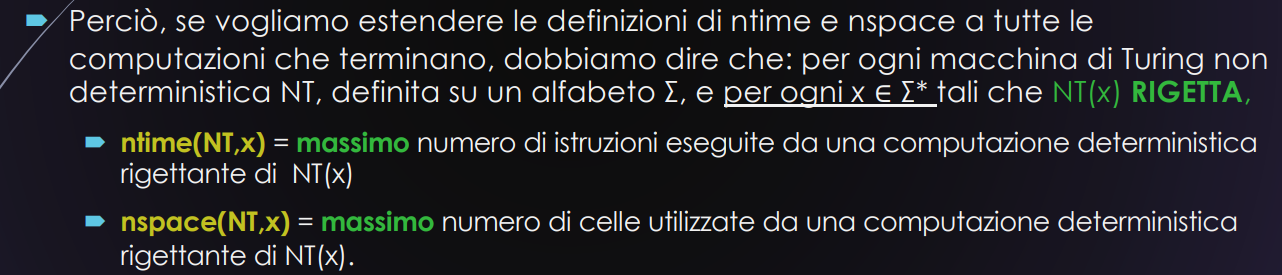 Perciò, se vogliamo estendere le definizioni di ntime e nspace a tutte le
computazioni che terminano, dobbiamo dire che: per ogni macchina di Turing non
deterministica NT, definita su un alfabeto Σ, e per ogni x ∈ Σ* tali che NT(x) RIGETTA,
ntime(NT,x) = massimo numero di istruzioni eseguite da una computazione deterministica
rigettante di NT(x)
nspace(NT,x) = massimo numero di celle utilizzate da una computazione deterministica
rigettante di NT(x).